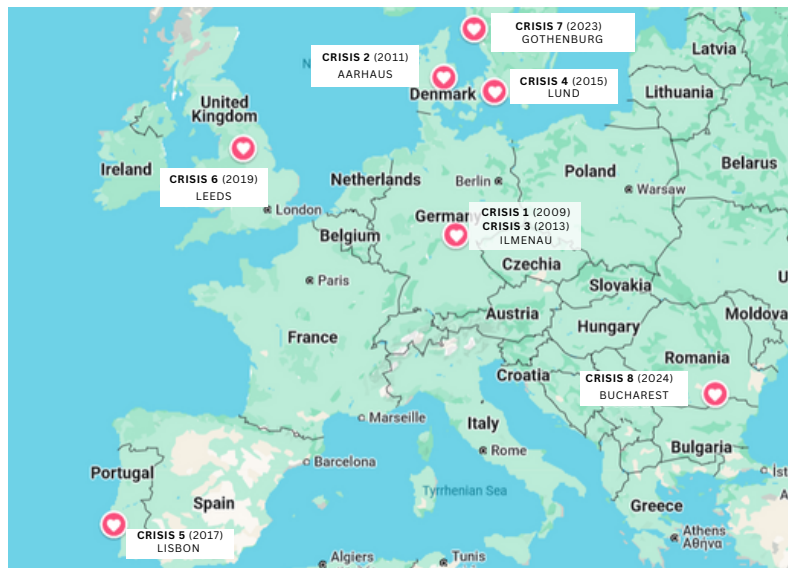 CRISIS 7 (2023)
GOTHENBURG
CRISIS 2 (2011)
AARHAUS
Denmark
CRISIS 4 (2015)
LUND
Latvia
Lithuania
United
Kingdom
Ireland
CRISIS 6 (2019)
LEEDS
London
Netherlands
Berlin
Poland
Warsaw
Belarus
German
CRISIS 1 (2009)
CRISIS 3 (2013)
ILMENAU
Belgium
Paris
Czechia
Slovakia
Austria
Hungary
Moldova
France
Romania
Croatia
CRISIS 8 (2024)
BUCHAREST
Marseille
Italy
Rome
Barcelona
Bulgaria
Portugal
Spain
Tyrrhenian Sea
Greece
Athens
Αθήνα
CRISIS 5 (2017)
LISBON
Algiers
Tunis